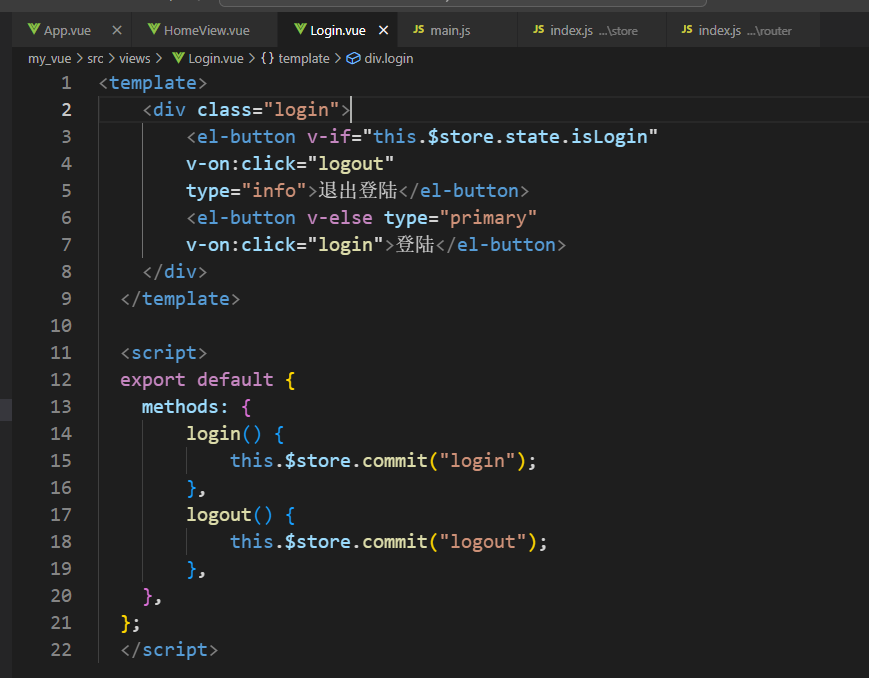 App.vue HomeView.vue Login.vue JS main.js JS index.js ...\store JS index.js ...\router
my_vue > src > views > Login.vue > {} template > div.login
1 <template>
2 <div class="login">
3 <el-button v-if="this.$store.state.isLogin"
4 v-on:click="logout"
5 type="info">退出登陆</el-button>
6 <el-button v-else type="primary"
7 v-on:click="login">登陆</el-button>
8 </div>
9 </template>
10
11 <script>
12 export default {
13 methods: {
14 login() {
15 this.$store.commit("login");
16 },
17 logout() {
18 this.$store.commit("logout");
19 },
20 },
21 };
22 </script>